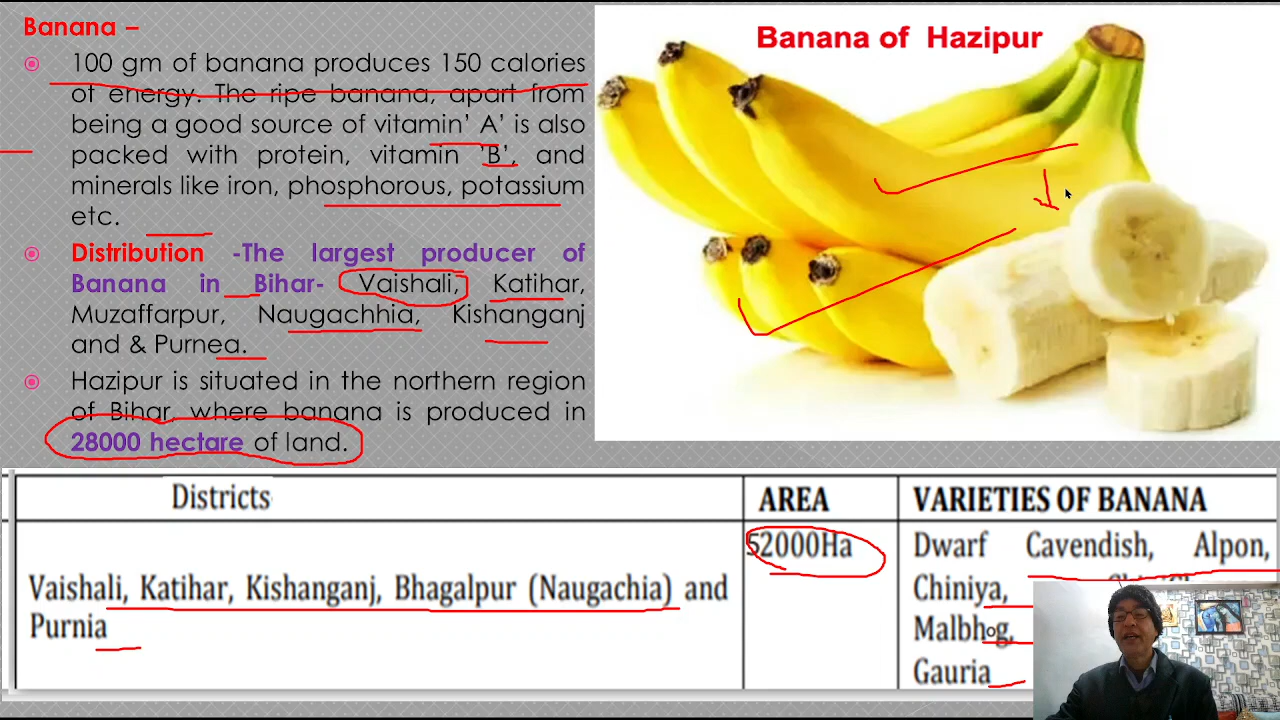 Banana –
100 gm of banana produces 150 calories
of energy. The ripe banana, apart from
being a good source of vitamin' A' is also
packed with protein, vitamin 'B', and
minerals like iron, phosphorous, potassium
etc.
Distribution -The largest producer of
Banana in Bihar- Vaishali, Katihar,
Muzaffarpur, Naugachhia, Kishanganj
and & Purnea.
Hazipur is situated in the northern region
of Bihar, where banana is produced in
28000 hectare of land.
Banana of Hazipur
Districts
AREA
VARIETIES OF BANANA
Vaishali, Katihar, Kishanganj, Bhagalpur (Naugachia) and
Purnia
52000Ha
Dwarf Cavendish, Alpon,
Chiniya,
Malbhog,
Gauria